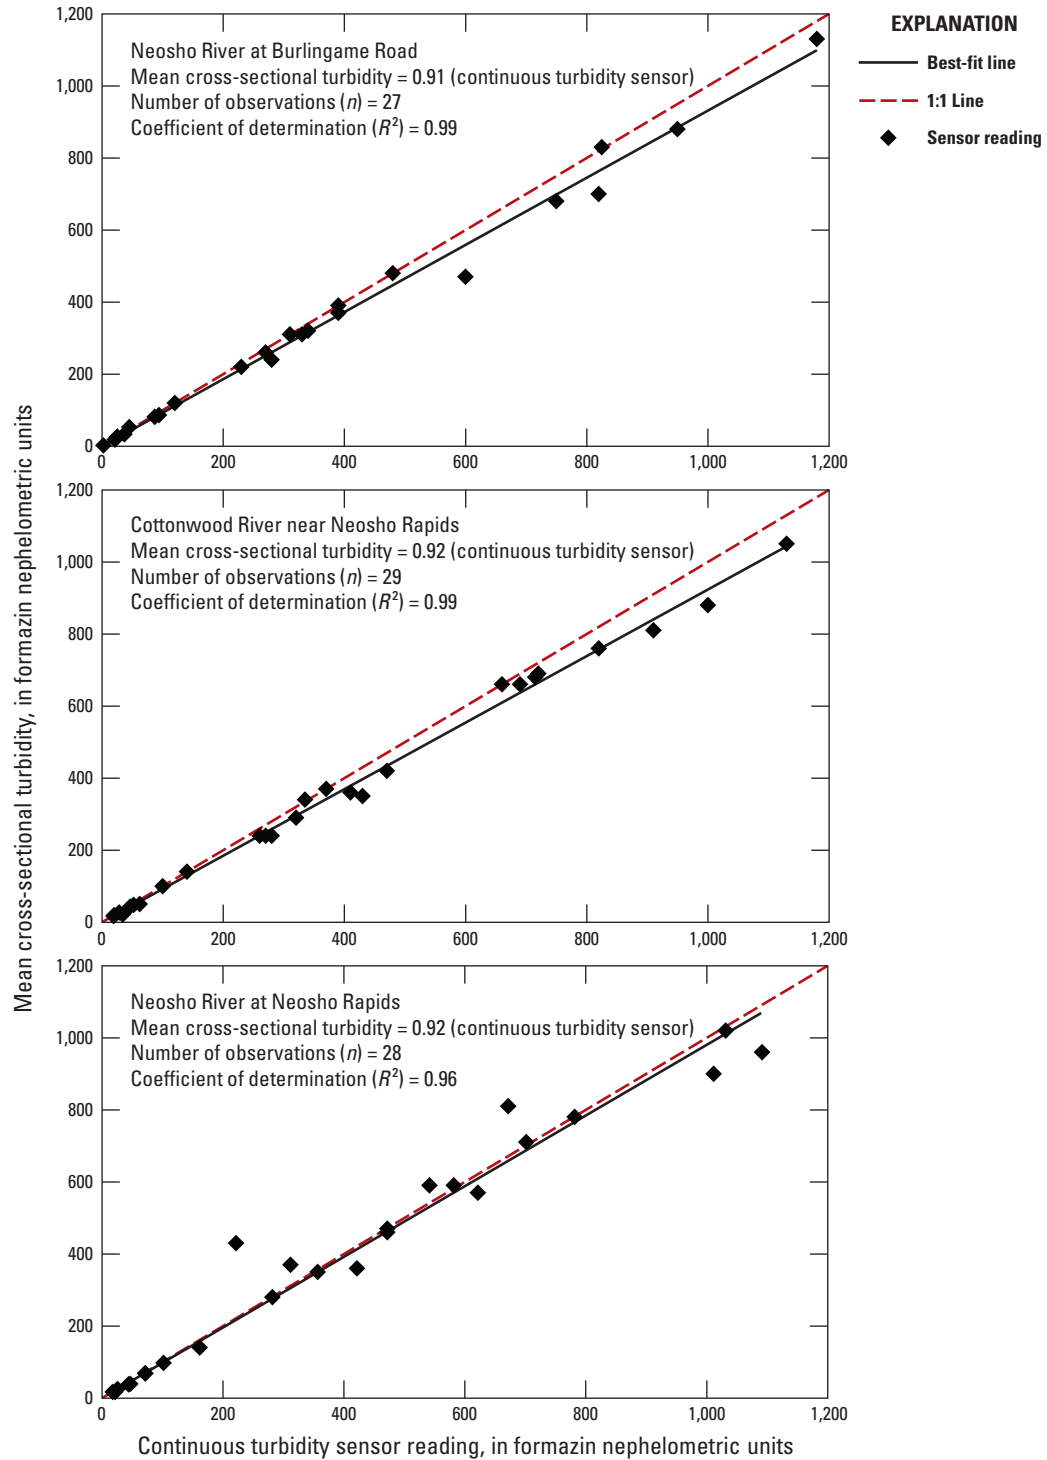 EXPLANATION
Best-fit line
1:1 Line
Sensor reading
Mean cross-sectional turbidity, in formazin nephelometric units
1,200
1,000
800
600
400
200
0
Neosho River at Burlingame Road
Mean cross-sectional turbidity = 0.91 (continuous turbidity sensor)
Number of observations (n) = 27
Coefficient of determination (R²) = 0.99
0 200 400 600 800 1,000 1,200
1,200
1,000
800
600
400
200
0
Cottonwood River near Neosho Rapids
Mean cross-sectional turbidity = 0.92 (continuous turbidity sensor)
Number of observations (n) = 29
Coefficient of determination (R²) = 0.99
0 200 400 600 800 1,000 1,200
1,200
1,000
800
600
400
200
0
Neosho River at Neosho Rapids
Mean cross-sectional turbidity = 0.92 (continuous turbidity sensor)
Number of observations (n) = 28
Coefficient of determination (R²) = 0.96
0 200 400 600 800 1,000 1,200
Continuous turbidity sensor reading, in formazin nephelometric units